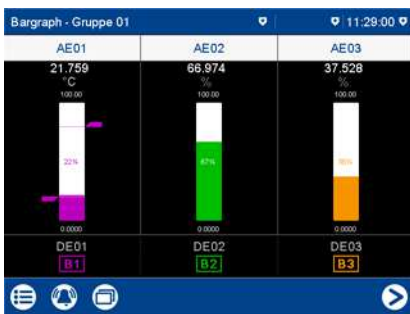 Bargraph - Gruppe 01
11:29:00
AE01 AE02 AE03
21.759 66.974 37.528
°C % %
100.00 100.00 100.00
22% 67%
0.0000 0.0000 0.0000
DE01 DE02 DE03
B1 B2 B3